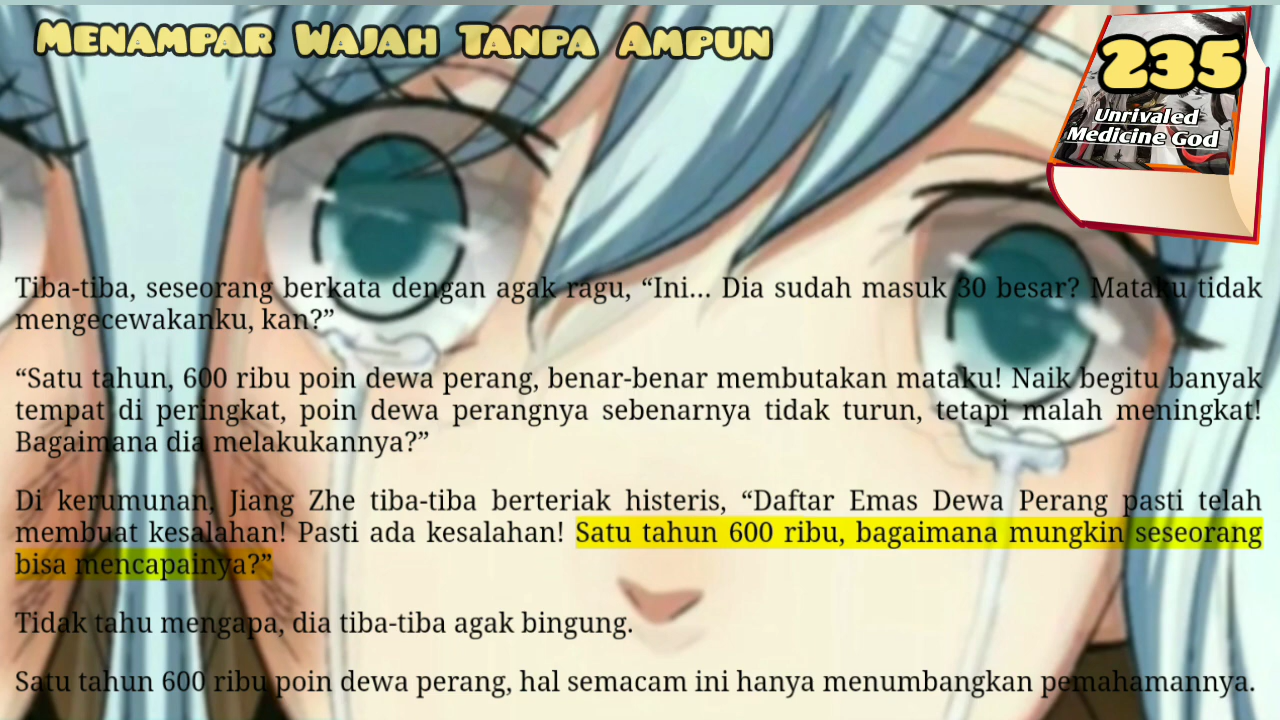 Menampar Wajah Tanpa Ampun
235
Unrivaled
Medicine God
Tiba-tiba, seseorang berkata dengan agak ragu, “Ini... Dia sudah masuk 30 besar? Mataku tidak
mengecewakanku, kan?”
“Satu tahun, 600 ribu poin dewa perang, benar-benar membutakan mataku! Naik begitu banyak
tempat di peringkat, poin dewa perangnya sebenarnya tidak turun, tetapi malah meningkat!
Bagaimana dia melakukannya?”
Di kerumunan, Jiang Zhe tiba-tiba berteriak histeris, “Daftar Emas Dewa Perang pasti telah
membuat kesalahan! Pasti ada kesalahan! Satu tahun 600 ribu, bagaimana mungkin seseorang
bisa mencapainya?”
Tidak tahu mengapa, dia tiba-tiba agak bingung.
Satu tahun 600 ribu poin dewa perang, hal semacam ini hanya menumbangkan pemahamannya.